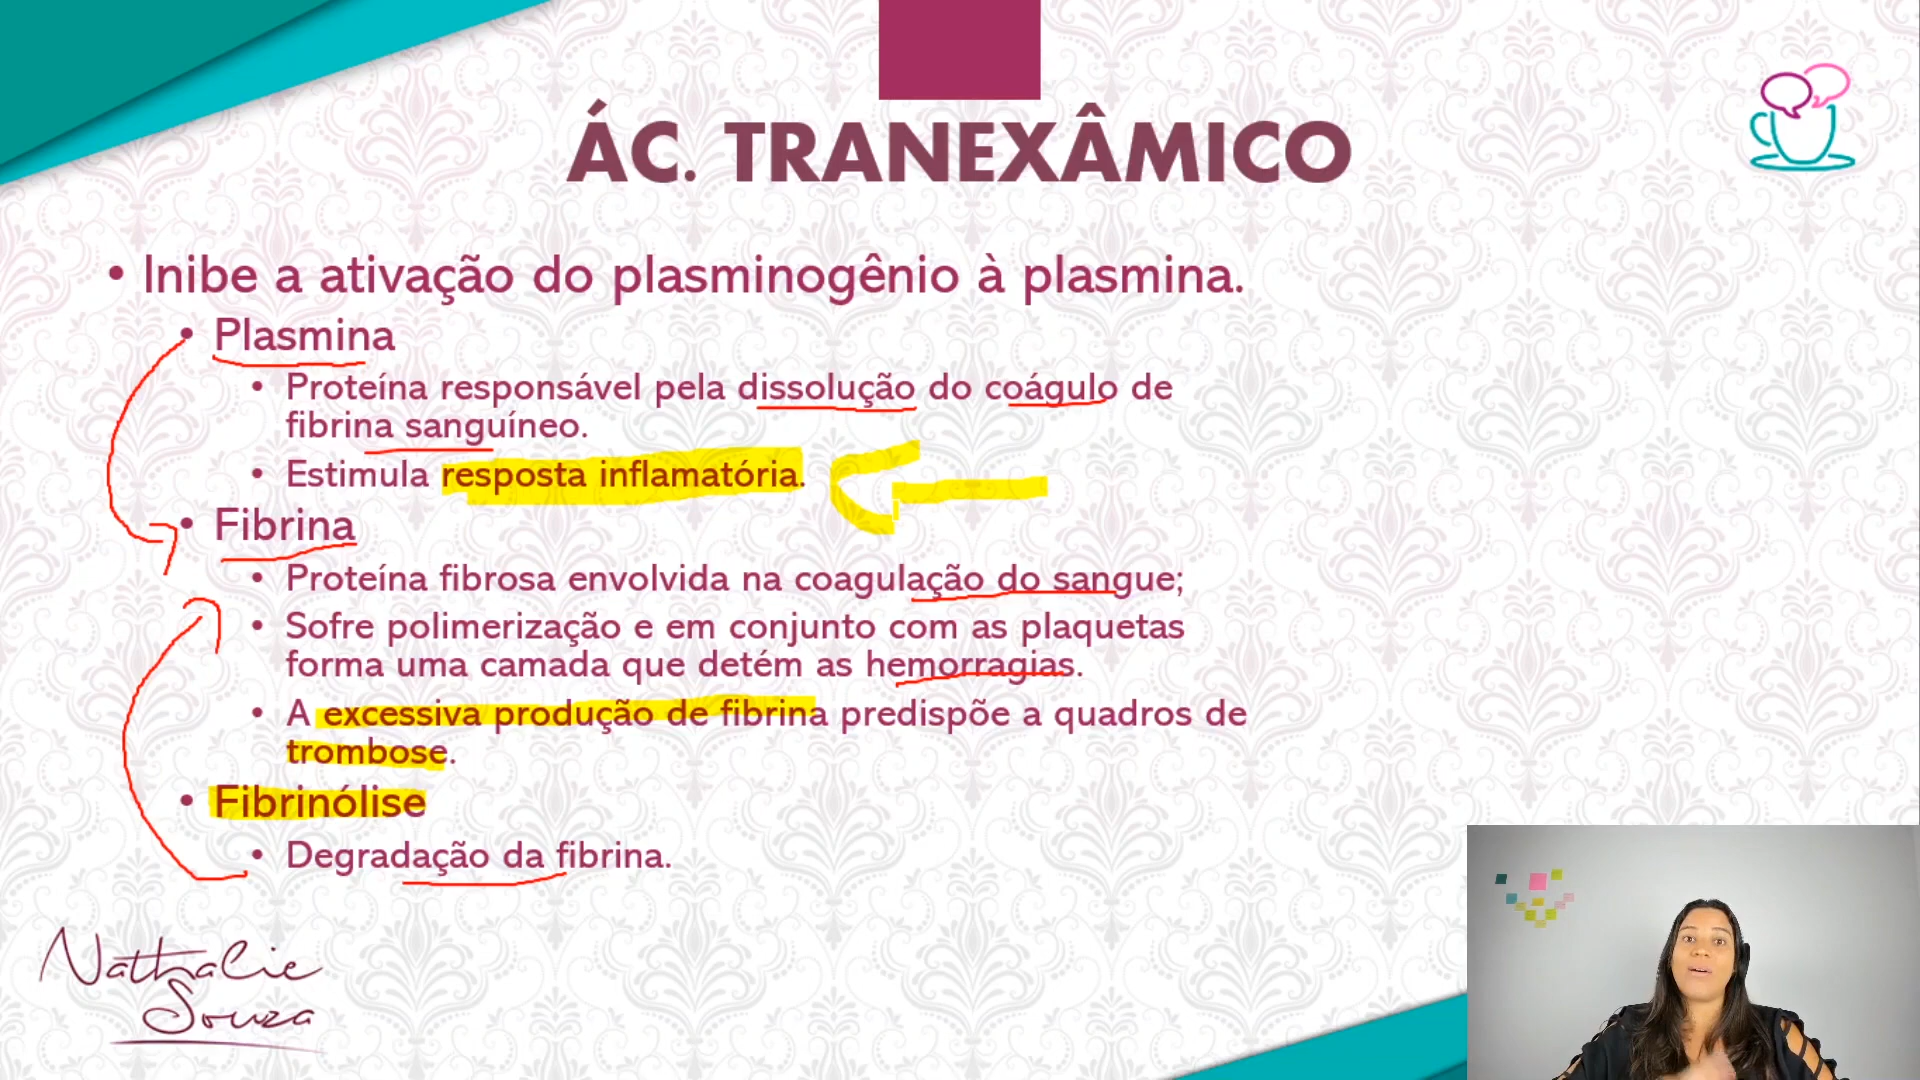 ÁC. TRANEXÂMICO
• Inibe a ativação do plasminogênio à plasmina.
• Plasmina
• Proteína responsável pela dissolução do coágulo de
fibrina sanguíneo.
• Estimula resposta inflamatória.
• Fibrina
• Proteína fibrosa envolvida na coagulação do sangue;
• Sofre polimerização e em conjunto com as plaquetas
forma uma camada que detém as hemorragias.
• A excessiva produção de fibrina predispõe a quadros de
trombose.
• Fibrinólise
• Degradação da fibrina.
Nathalie
Souza